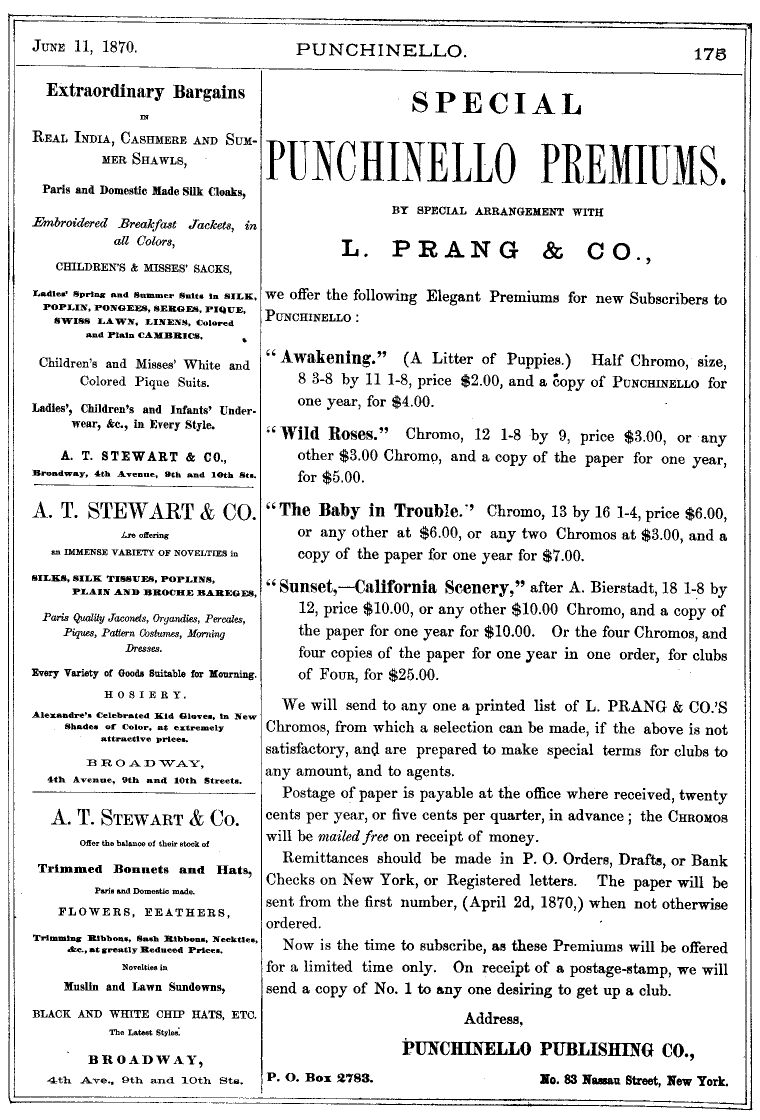 JUNE 11, 1870.
PUNCHINELLO.
175
Extraordinary Bargains
IN
REAL INDIA, CASHMERE AND SUM-
MER SHAWLS,
Paris and Domestic Made Silk Cloaks,
Embroidered Breakfast Jackets, in
all Colors,
CHILDREN'S & MISSES' SACKS,
Ladies' Spring and Summer Suits in SILK,
POPLIN, PONGEES, SERGES, PIQUE,
SWISS LAWN, LINENS, Colored
and Plain CAMBRICS.
Children's and Misses' White and
Colored Pique Suits.
Ladies', Children's and Infants' Under-
wear, &c., in Every Style.
A. T. STEWART & CO.,
Broadway, 4th Avenue, 9th and 10th Sts.
A. T. STEWART & CO.
Are offering
an IMMENSE VARIETY OF NOVELTIES in
SILKS, SILK TISSUES, POPLINS,
PLAIN AND BROCHE BAREGES,
Paris Quality Jaconets, Organdies, Percales,
Piques, Pattern Costumes, Morning
Dresses.
Every Variety of Goods Suitable for Mourning.
HOSIERY.
Alexandre's Celebrated Kid Gloves, in New
Shades of Color, at extremely
attractive prices.
BROADWAY,
4th Avenue, 9th and 10th Streets.
A. T. STEWART & CO.
Offer the balance of their stock of
Trimmed Bonnets and Hats,
Paris and Domestic made.
FLOWERS, FEATHERS,
Trimming Ribbons, Sash Ribbons, Neckties,
&c., at greatly Reduced Prices.
Novelties in
Muslin and Lawn Sundowns,
BLACK AND WHITE CHIP HATS, ETC.
The Latest Styles.
BROADWAY,
4th Ave., 9th and 10th Sts.
SPECIAL
PUNCHINELLO PREMIUMS.
BY SPECIAL ARRANGEMENT WITH
L. PRANG & CO.,
we offer the following Elegant Premiums for new Subscribers to
PUNCHINELLO:
"Awakening." (A Litter of Puppies.) Half Chromo, size,
8 3-8 by 11 1-8, price $2.00, and a copy of PUNCHINELLO for
one year, for $4.00.
"Wild Roses." Chromo, 12 1-8 by 9, price $3.00, or any
other $3.00 Chromo, and a copy of the paper for one year,
for $5.00.
"The Baby in Trouble." Chromo, 13 by 16 1-4, price $6.00,
or any other at $6.00, or any two Chromos at $3.00, and a
copy of the paper for one year for $7.00.
"Sunset,—California Scenery," after A. Bierstadt, 18 1-8 by
12, price $10.00, or any other $10.00 Chromo, and a copy of
the paper for one year for $10.00. Or the four Chromos, and
four copies of the paper for one year in one order, for clubs
of FOUR, for $25.00.
We will send to any one a printed list of L. PRANG & CO.'S
Chromos, from which a selection can be made, if the above is not
satisfactory, and are prepared to make special terms for clubs to
any amount, and to agents.
Postage of paper is payable at the office where received, twenty
cents per year, or five cents per quarter, in advance; the CHROMOS
will be mailed free on receipt of money.
Remittances should be made in P. O. Orders, Drafts, or Bank
Checks on New York, or Registered letters. The paper will be
sent from the first number, (April 2d, 1870,) when not otherwise
ordered.
Now is the time to subscribe, as these Premiums will be offered
for a limited time only. On receipt of a postage-stamp, we will
send a copy of No. 1 to any one desiring to get up a club.
Address,
PUNCHINELLO PUBLISHING CO.,
P. O. Box 2783.
No. 83 Nassau Street, New York.